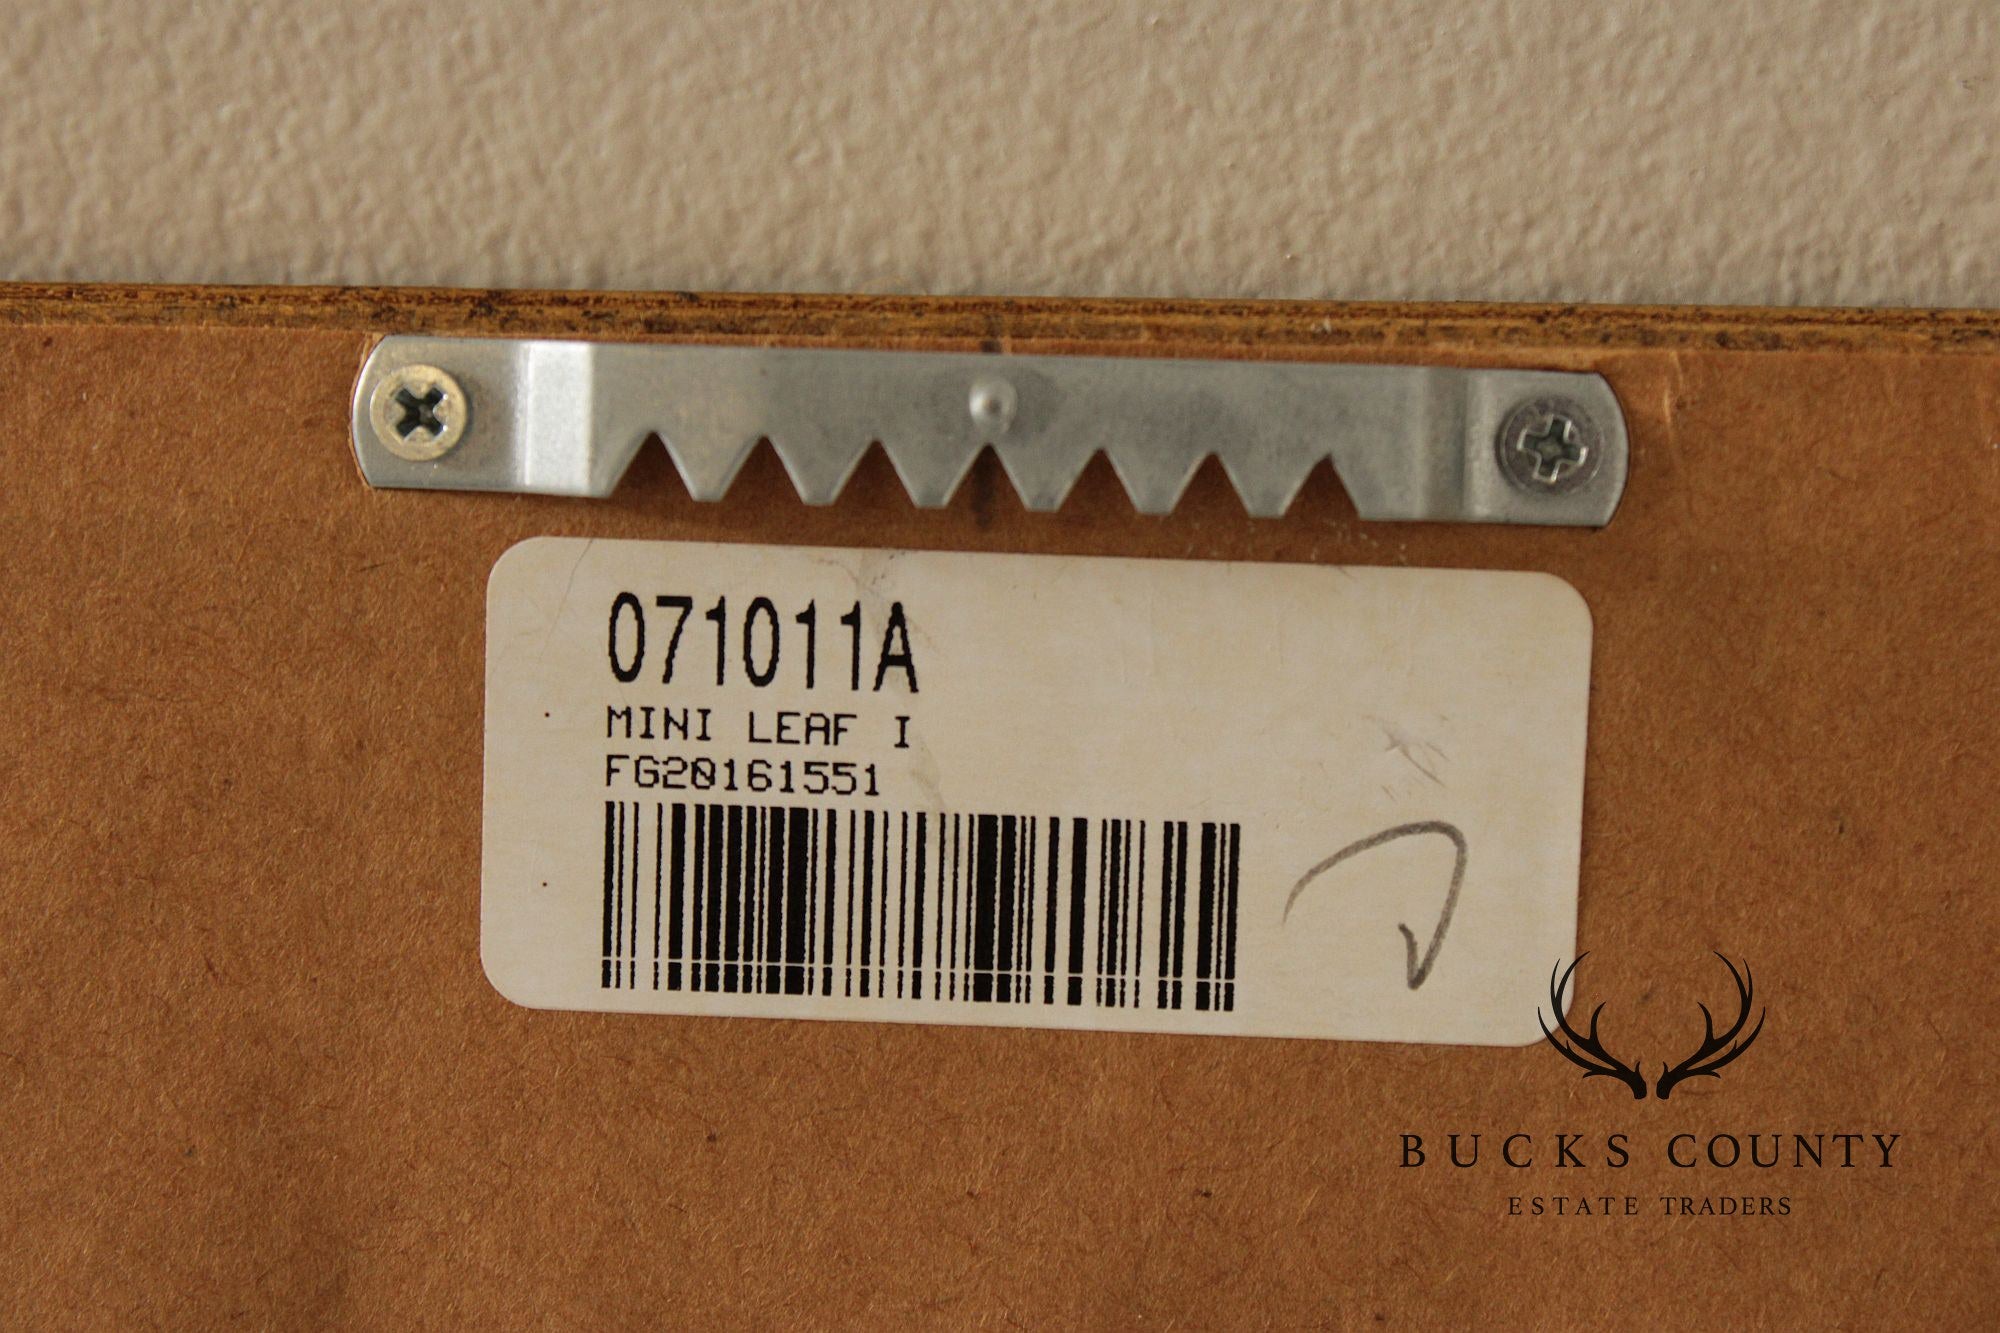 071011A
MINI LEAF I
FG20161551
BUCKS COUNTY
ESTATE TRADERS